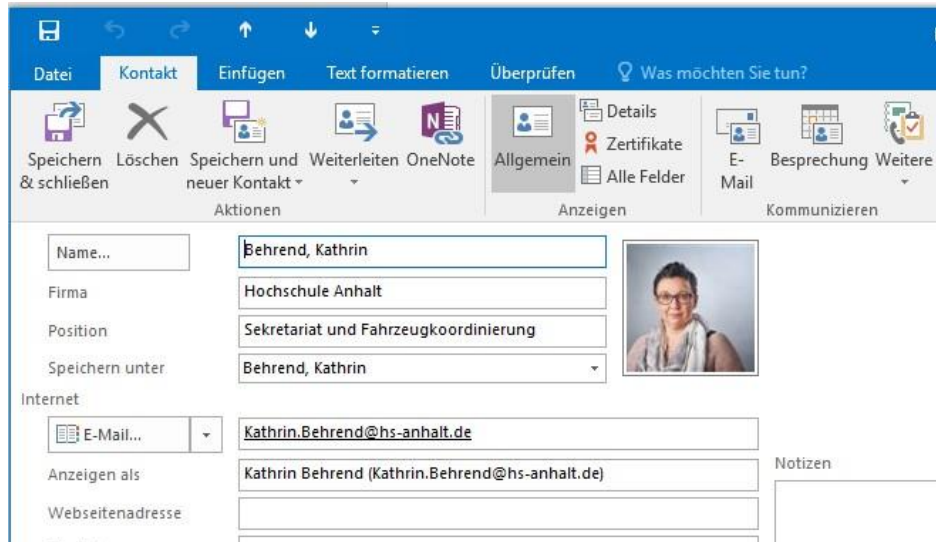 Datei Kontakt Einfügen Text formatieren Überprüfen Was möchten Sie tun?
Speichern & schließen
Löschen
Speichern und neuer Kontakt
Weiterleiten
OneNote
Aktionen
Allgemein
Details
Zertifikate
Alle Felder
Anzeigen
E-Mail
Besprechung
Weitere
Kommunizieren
Name... Behrend, Kathrin
Firma Hochschule Anhalt
Position Sekretariat und Fahrzeugkoordinierung
Speichern unter Behrend, Kathrin
Internet
E-Mail... Kathrin.Behrend@hs-anhalt.de
Anzeigen als Kathrin Behrend (Kathrin.Behrend@hs-anhalt.de)
Notizen
Webseitenadresse